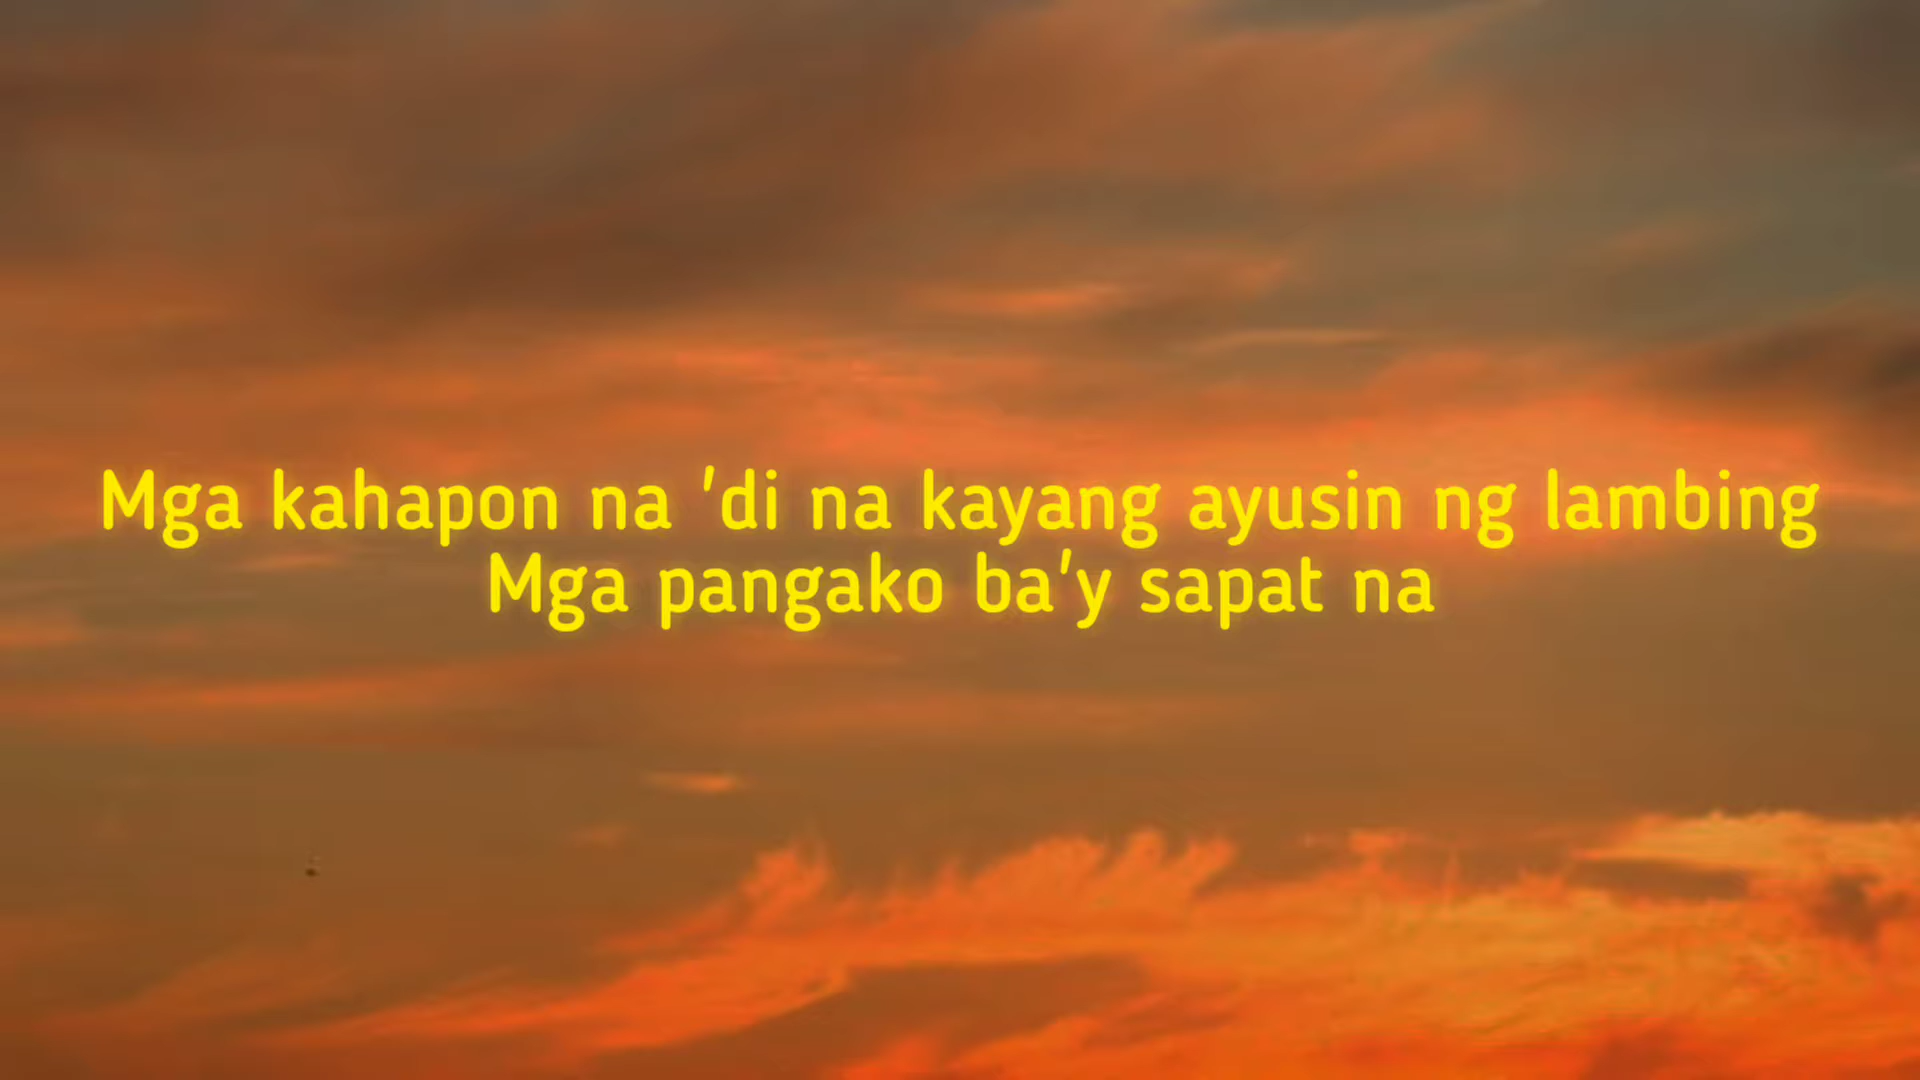 Mga kahapon na 'di na kayang ayusin ng lambing
Mga pangako ba'y sapat na